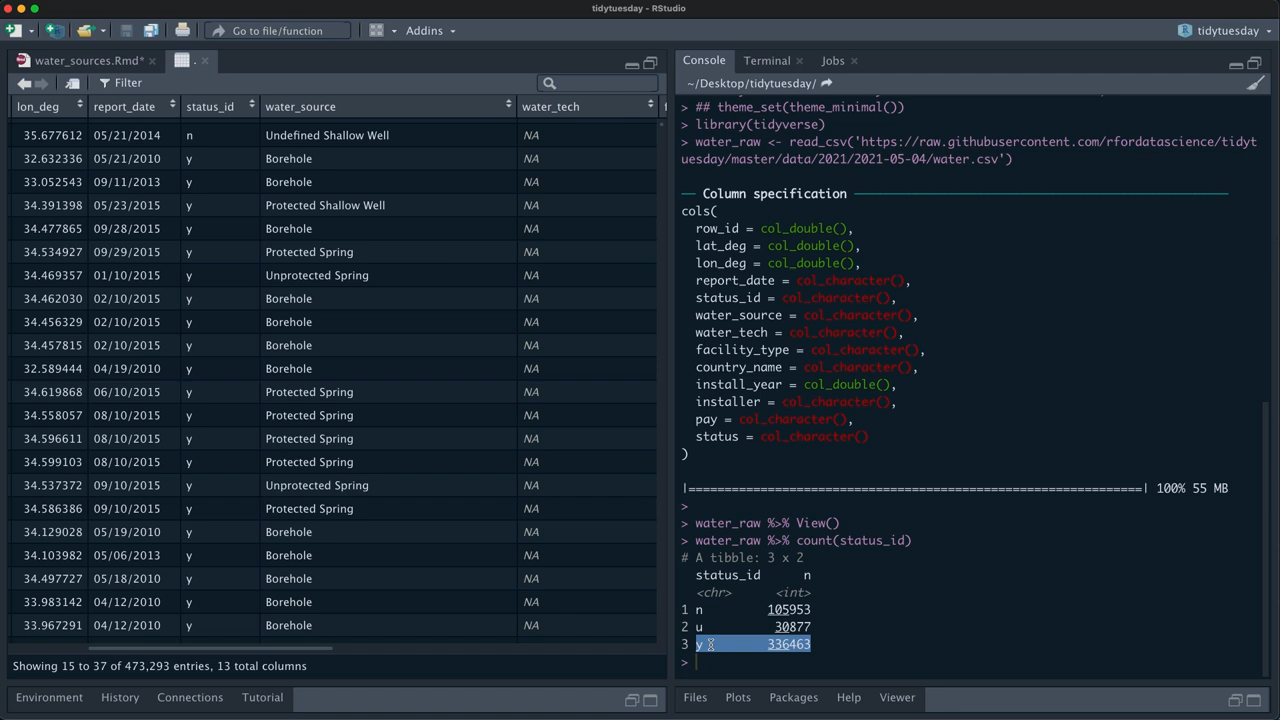 tidytuesday - RStudio
Go to file/function
Addins
tidytuesday
water_sources.Rmd*
.
Filter
lon_deg report_date status_id water_source water_tech
35.677612 05/21/2014 n Undefined Shallow Well NA
32.632336 05/21/2010 y Borehole NA
33.052543 09/11/2013 y Borehole NA
34.391398 05/23/2015 y Protected Shallow Well NA
34.477865 09/28/2015 y Borehole NA
34.534927 09/29/2015 y Protected Spring NA
34.469357 01/10/2015 y Unprotected Spring NA
34.462030 02/10/2015 y Borehole NA
34.456329 02/10/2015 y Borehole NA
34.457815 02/10/2015 y Borehole NA
32.589444 04/19/2010 y Borehole NA
34.619868 06/10/2015 y Protected Spring NA
34.558057 08/10/2015 y Protected Spring NA
34.596611 08/10/2015 y Protected Spring NA
34.599103 08/10/2015 y Protected Spring NA
34.537372 09/10/2015 y Unprotected Spring NA
34.586386 09/10/2015 y Protected Spring NA
34.129028 05/19/2010 y Borehole NA
34.103982 05/06/2013 y Borehole NA
34.497727 05/18/2010 y Borehole NA
33.983142 04/12/2010 y Borehole NA
33.967291 04/12/2010 y Borehole NA
Showing 15 to 37 of 473,293 entries, 13 total columns
Environment History Connections Tutorial
Console Terminal Jobs
~/Desktop/tidytuesday/
> ## theme_set(theme_minimal())
> library(tidyverse)
> water_raw <- read_csv('https://raw.githubusercontent.com/rfordatascience/tidyt
uesday/master/data/2021/2021-05-04/water.csv')
── Column specification ──
cols(
row_id = col_double(),
lat_deg = col_double(),
lon_deg = col_double(),
report_date = col_character(),
status_id = col_character(),
water_source = col_character(),
water_tech = col_character(),
facility_type = col_character(),
country_name = col_character(),
install_year = col_double(),
installer = col_character(),
pay = col_character(),
status = col_character()
)
|================================================================| 100% 55 MB
>
> water_raw %>% View()
> water_raw %>% count(status_id)
# A tibble: 3 x 2
status_id n
<chr> <int>
1 n 105953
2 u 30877
3 y 336463
>
Files Plots Packages Help Viewer